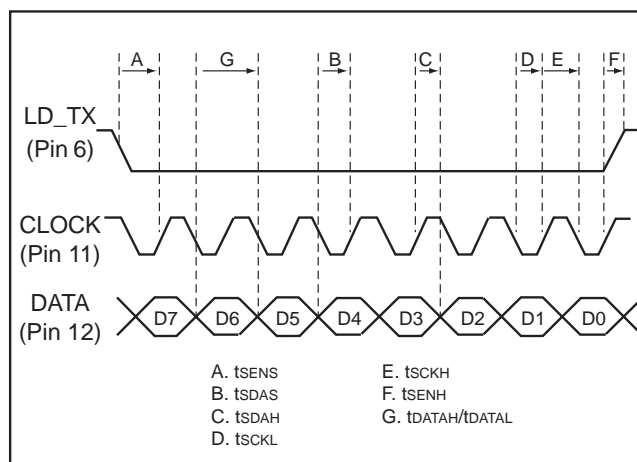 A G B C D E F
LD_TX
(Pin 6)
CLOCK
(Pin 11)
DATA
(Pin 12)
D7 D6 D5 D4 D3 D2 D1 D0
A. tSENS
B. tSDAS
C. tSDAH
D. tSCKL
E. tSCKH
F. tSENH
G. tDATAH/tDATAL